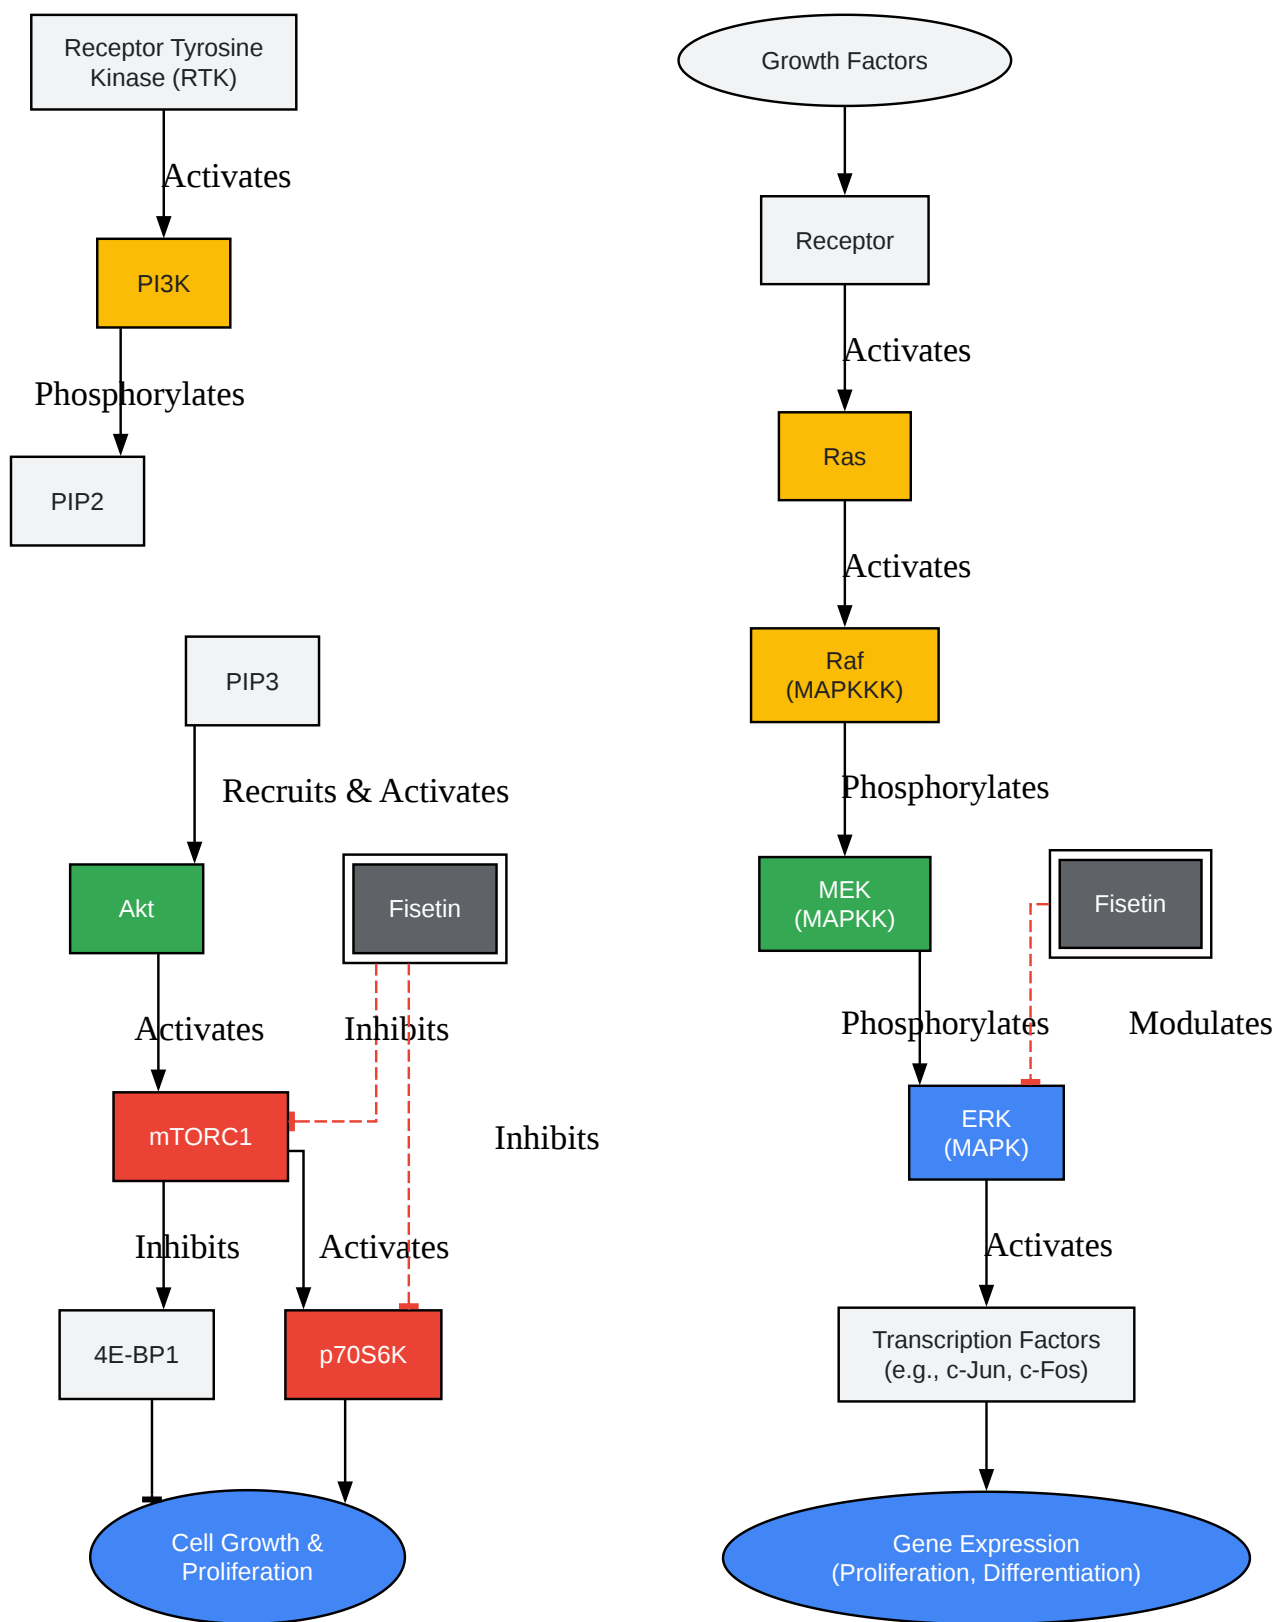 Receptor Tyrosine
Kinase (RTK)
Activates
PI3K
Phosphorylates
PIP2
PIP3
Recruits & Activates
Akt
Fisetin
Activates
Inhibits
mTORC1
Inhibits
Inhibits
Activates
4E-BP1
p70S6K
Cell Growth &
Proliferation
Growth Factors
Receptor
Activates
Ras
Activates
Raf
(MAPKKK)
Phosphorylates
MEK
(MAPKK)
Fisetin
Phosphorylates
Modulates
ERK
(MAPK)
Activates
Transcription Factors
(e.g., c-Jun, c-Fos)
Gene Expression
(Proliferation, Differentiation)